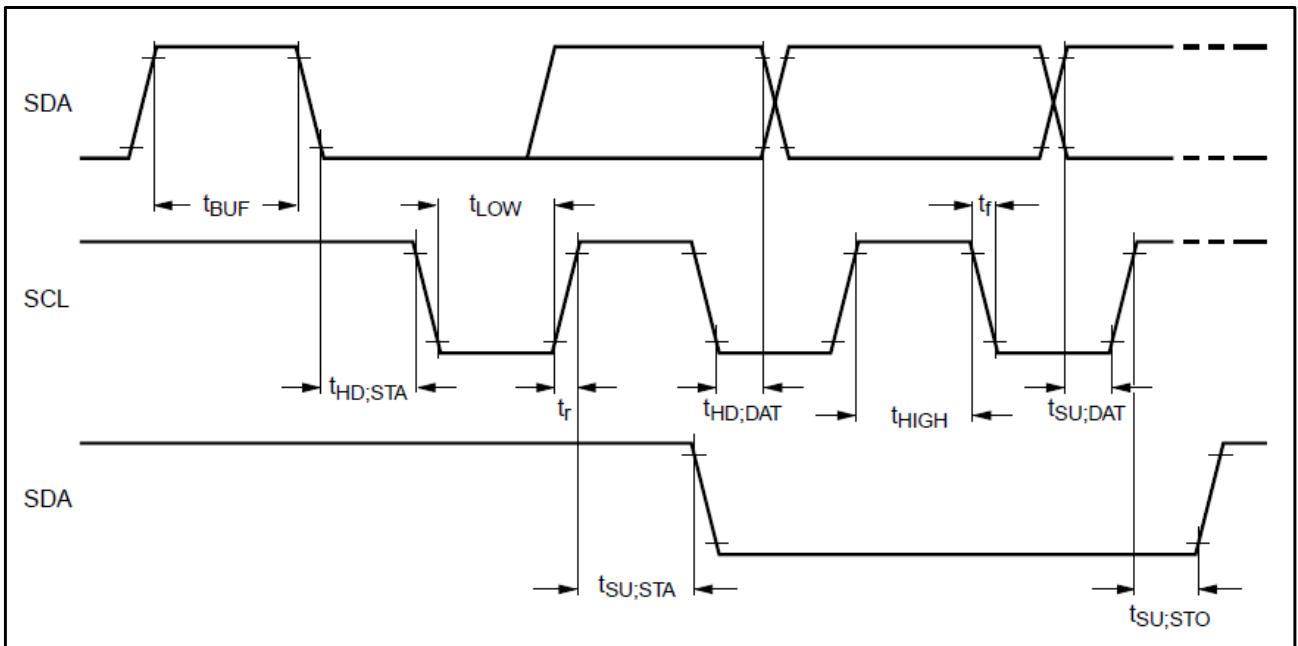 SDA
tBUF
tLOW
tf
SCL
tHD;STA
tr
tHD;DAT
tHIGH
tSU;DAT
SDA
tSU;STA
tSU;STO